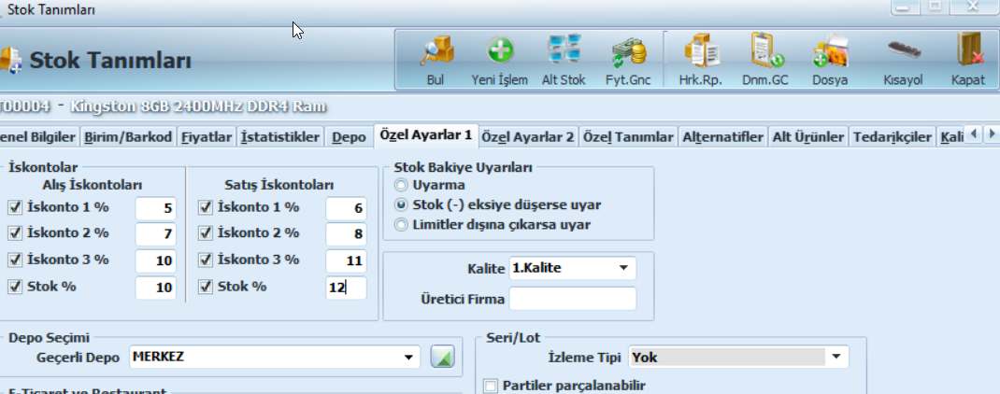 Stok Tanımları
Stok Tanımları
Bul Yeni İşlem Alt Stok Fyt.Gnc Hrk.Rp. Dnm.GC Dosya Kısayol Kapat
T00004 - Kingston 8GB 2400MHz DDR4 Ram
enel Bilgiler Birim/Barkod Fiyatlar İstatistikler Depo Özel Ayarlar 1 Özel Ayarlar 2 Özel Tanımlar Alternatifler Alt Ürünler Tedarikçiler Kali
İskontolar
Alış İskontoları Satış İskontoları
İskonto 1 % 5 İskonto 1 % 6
İskonto 2 % 7 İskonto 2 % 8
İskonto 3 % 10 İskonto 3 % 11
Stok % 10 Stok % 12
Stok Bakiye Uyarıları
Uyarma
Stok (-) eksiye düşerse uyar
Limitler dışına çıkarsa uyar
Kalite 1.Kalite
Üretici Firma
Depo Seçimi
Geçerli Depo MERKEZ
Seri/Lot
İzleme Tipi Yok
Partiler parçalanabilir
E-Ticaret ve Restaurant